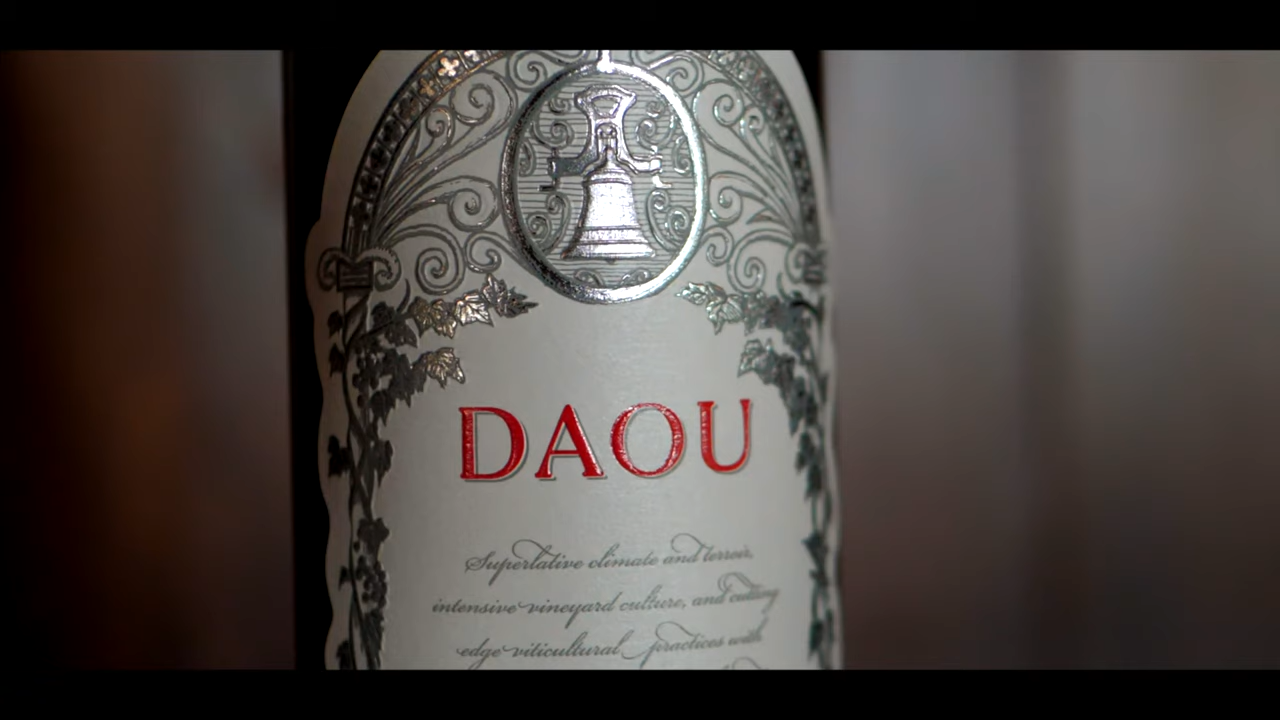 DAOU
Superlative climate and terroir,
intensive vineyard culture, and cutting
edge viticultural practices with